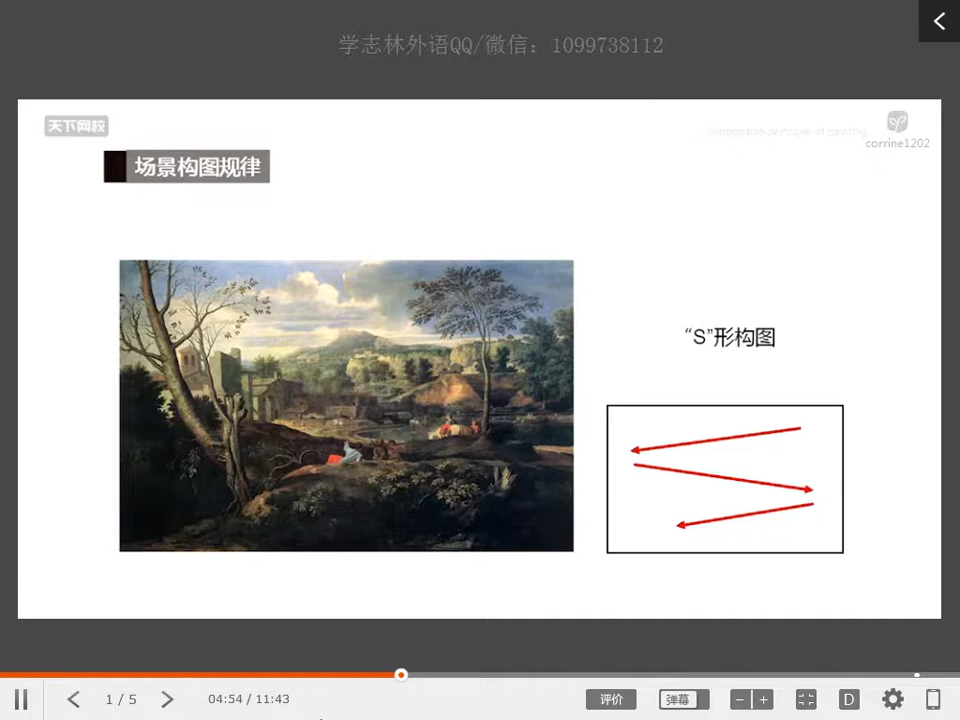 学志林外语QQ/微信：1099738112
天下网校
corrine1202
场景构图规律
“S”形构图
1 / 5
04:54 / 11:43
评价
弹幕
D